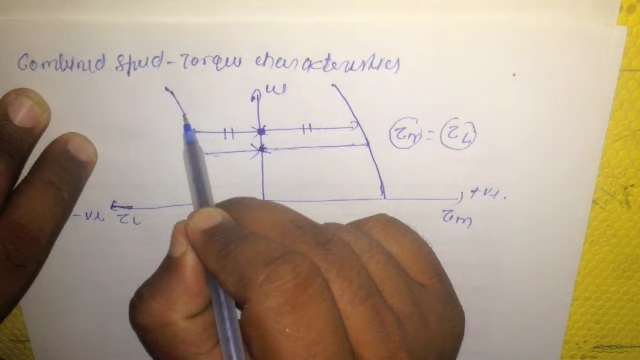 Combined Speed-Torque characteristics
ω
τm = τL
-ve.
τL
τm
+ve.